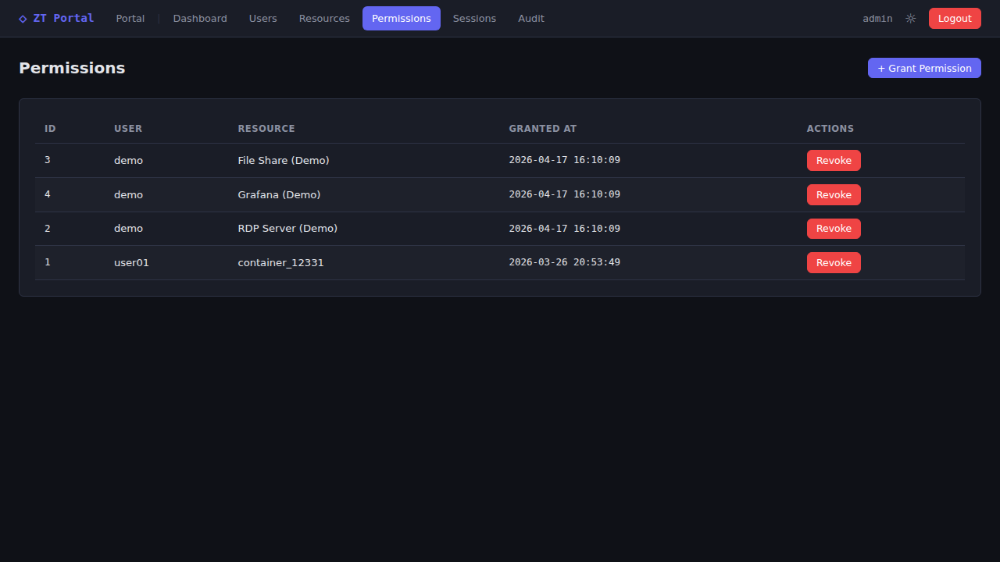 ◇ ZT Portal Portal | Dashboard Users Resources Permissions Sessions Audit admin Logout
Permissions + Grant Permission
ID USER RESOURCE GRANTED AT ACTIONS
3 demo File Share (Demo) 2026-04-17 16:10:09 Revoke
4 demo Grafana (Demo) 2026-04-17 16:10:09 Revoke
2 demo RDP Server (Demo) 2026-04-17 16:10:09 Revoke
1 user01 container_12331 2026-03-26 20:53:49 Revoke